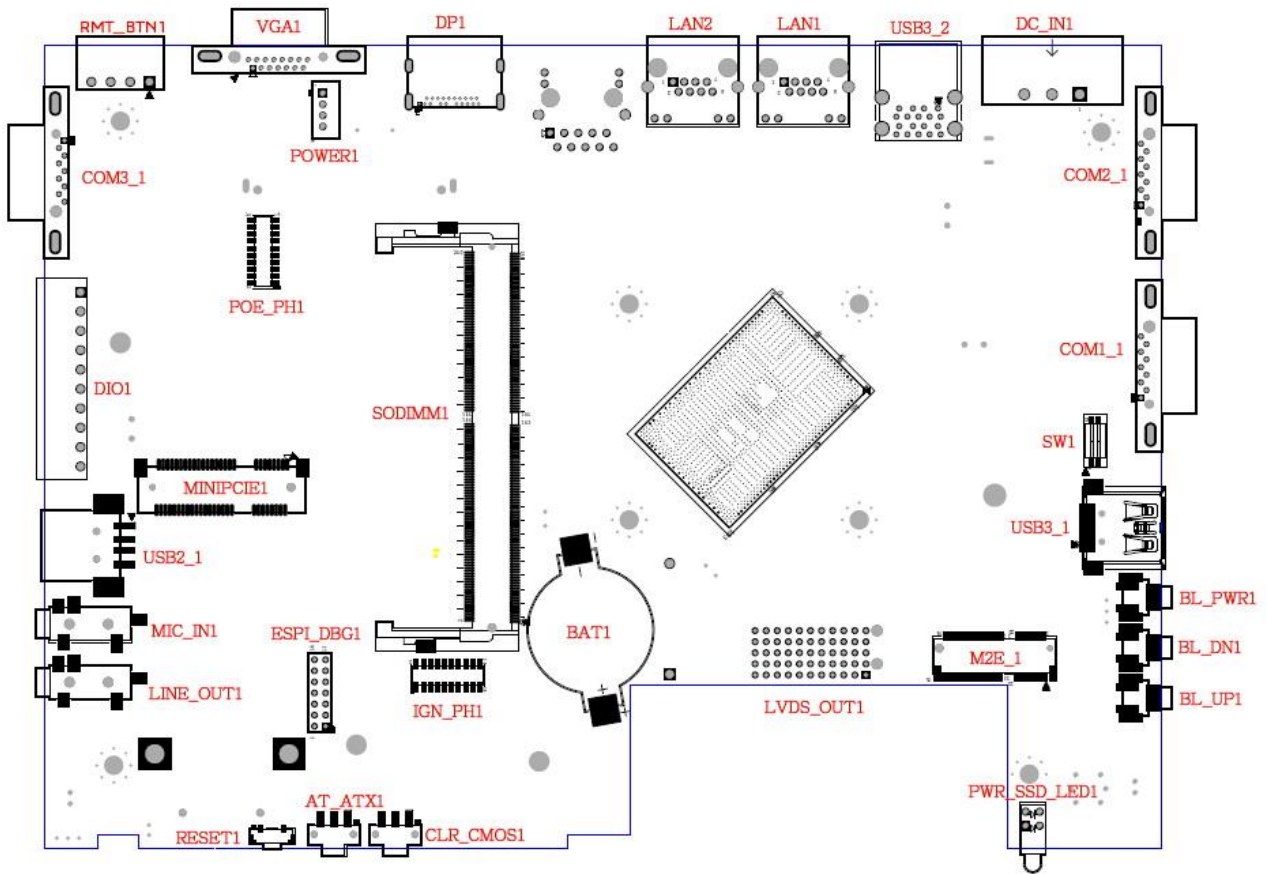 RMT_BTN1
VGA1
DP1
LAN2
LAN1
USB3_2
DC_IN1
POWER1
COM3_1
COM2_1
POE_PH1
COM1_1
DIO1
SODIMM1
SW1
MINIPCIE1
USB3_1
USB2_1
BL_PWR1
MIC_IN1
ESPI_DBG1
BAT1
BL_DN1
M2E_1
LINE_OUT1
BL_UP1
IGN_PH1
LVDS_OUT1
PWR_SSD_LED1
AT_ATX1
RESET1
CLR_CMOS1